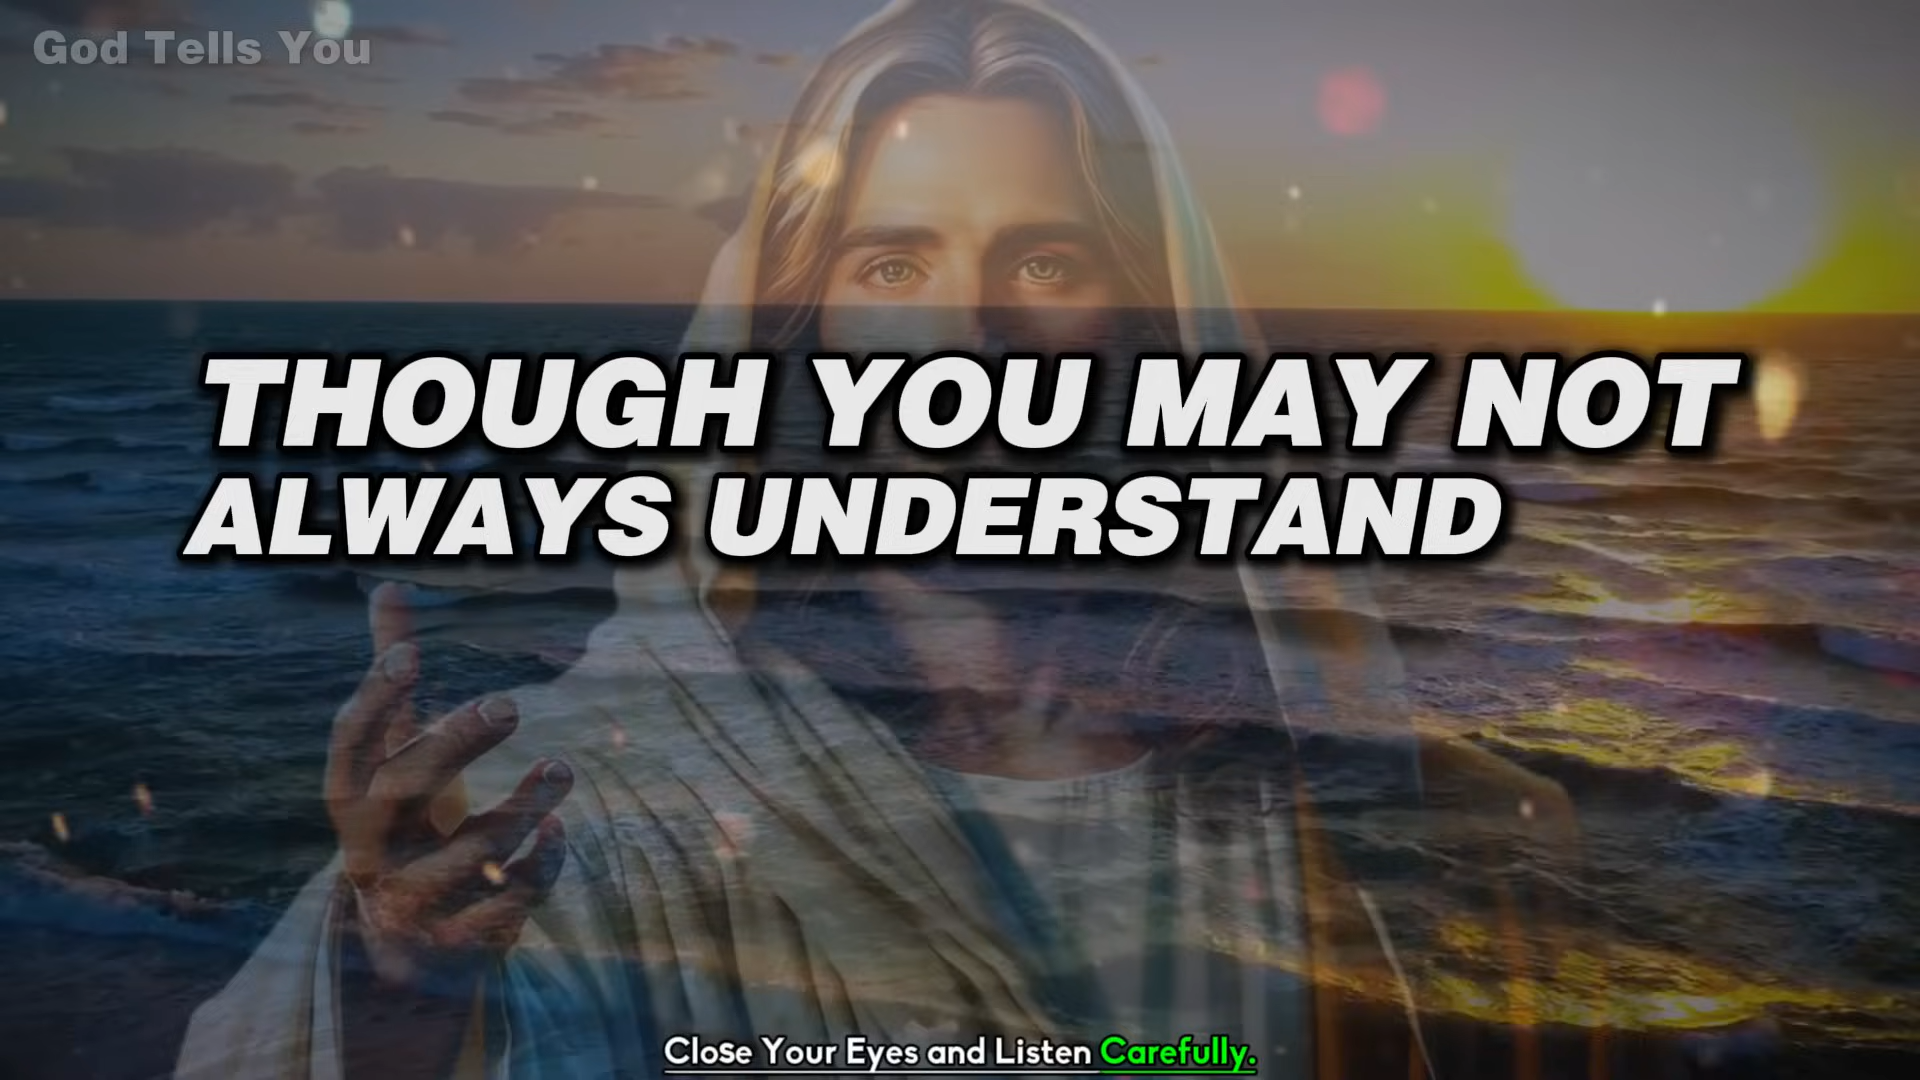 God Tells You
THOUGH YOU MAY NOT
ALWAYS UNDERSTAND
Close Your Eyes and Listen Carefully.